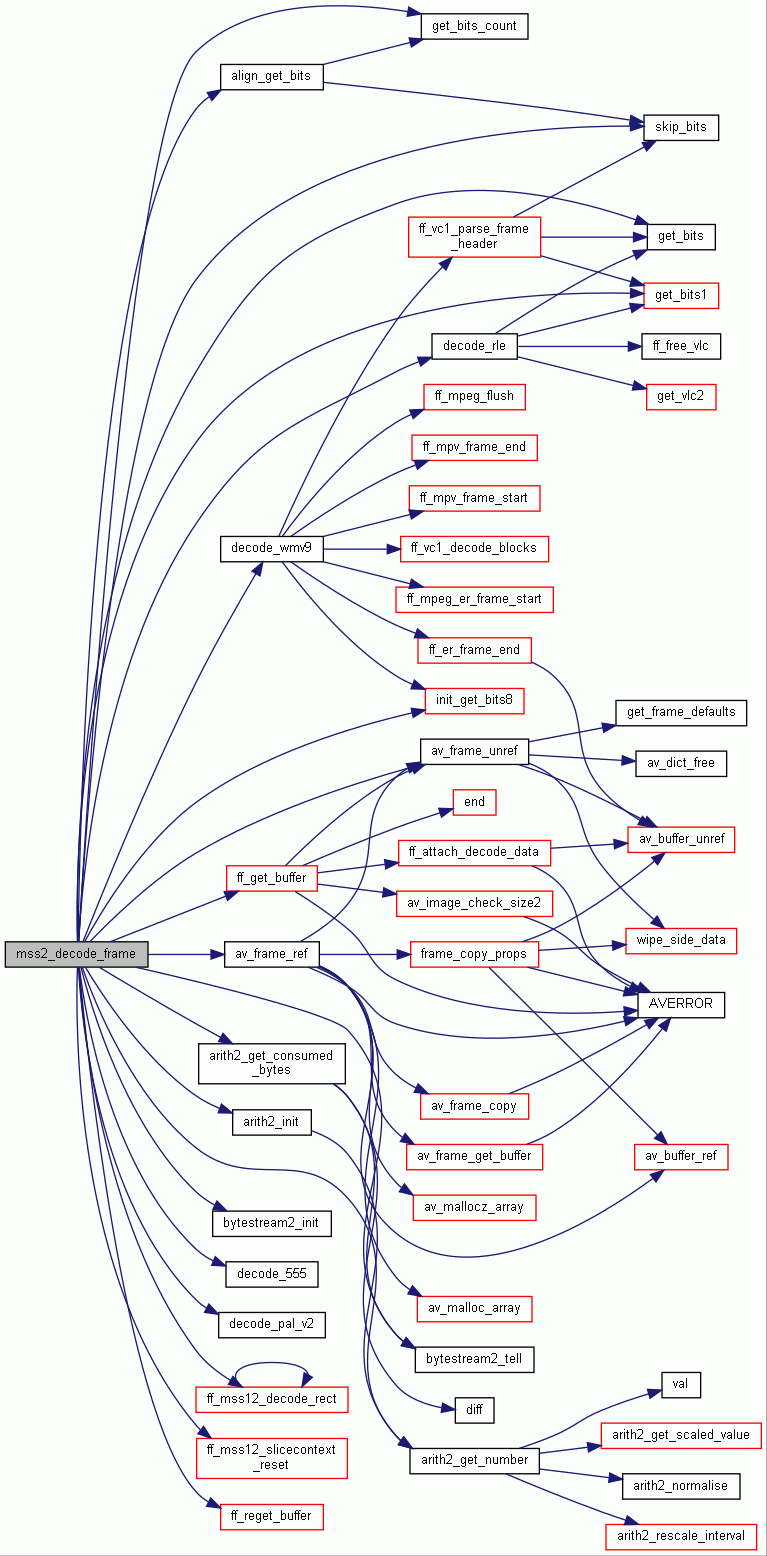 get_bits_count
align_get_bits
skip_bits
ff_vc1_parse_frame
_header
get_bits
get_bits1
decode_rle
ff_free_vlc
ff_mpeg_flush
get_vlc2
ff_mpv_frame_end
ff_mpv_frame_start
decode_wmv9
ff_vc1_decode_blocks
ff_mpeg_er_frame_start
ff_er_frame_end
init_get_bits8
get_frame_defaults
av_frame_unref
av_dict_free
end
av_buffer_unref
ff_attach_decode_data
ff_get_buffer
av_image_check_size2
wipe_side_data
mss2_decode_frame
av_frame_ref
frame_copy_props
AVERROR
arith2_get_consumed
_bytes
av_frame_copy
arith2_init
av_frame_get_buffer
av_buffer_ref
av_mallocz_array
bytestream2_init
decode_555
av_malloc_array
decode_pal_v2
bytestream2_tell
val
ff_mss12_decode_rect
diff
arith2_get_scaled_value
ff_mss12_slicecontext
_reset
arith2_get_number
arith2_normalise
ff_reget_buffer
arith2_rescale_interval